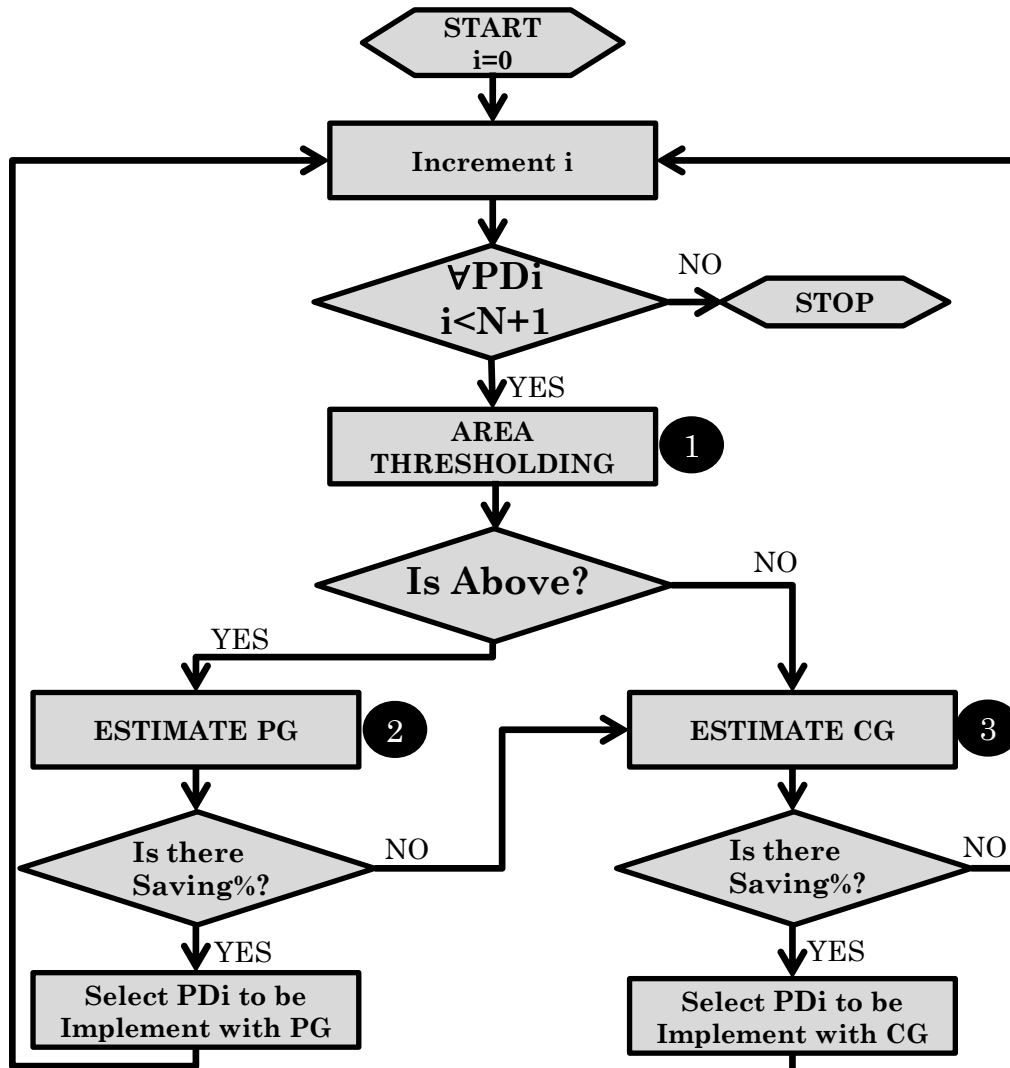 START
i=0
Increment i
∀PDi
i<N+1
NO
STOP
YES
AREA
THRESHOLDING
1
Is Above?
NO
YES
ESTIMATE PG
2
ESTIMATE CG
3
Is there
Saving%?
NO
Is there
Saving%?
NO
YES
YES
Select PDi to be
Implement with PG
Select PDi to be
Implement with CG